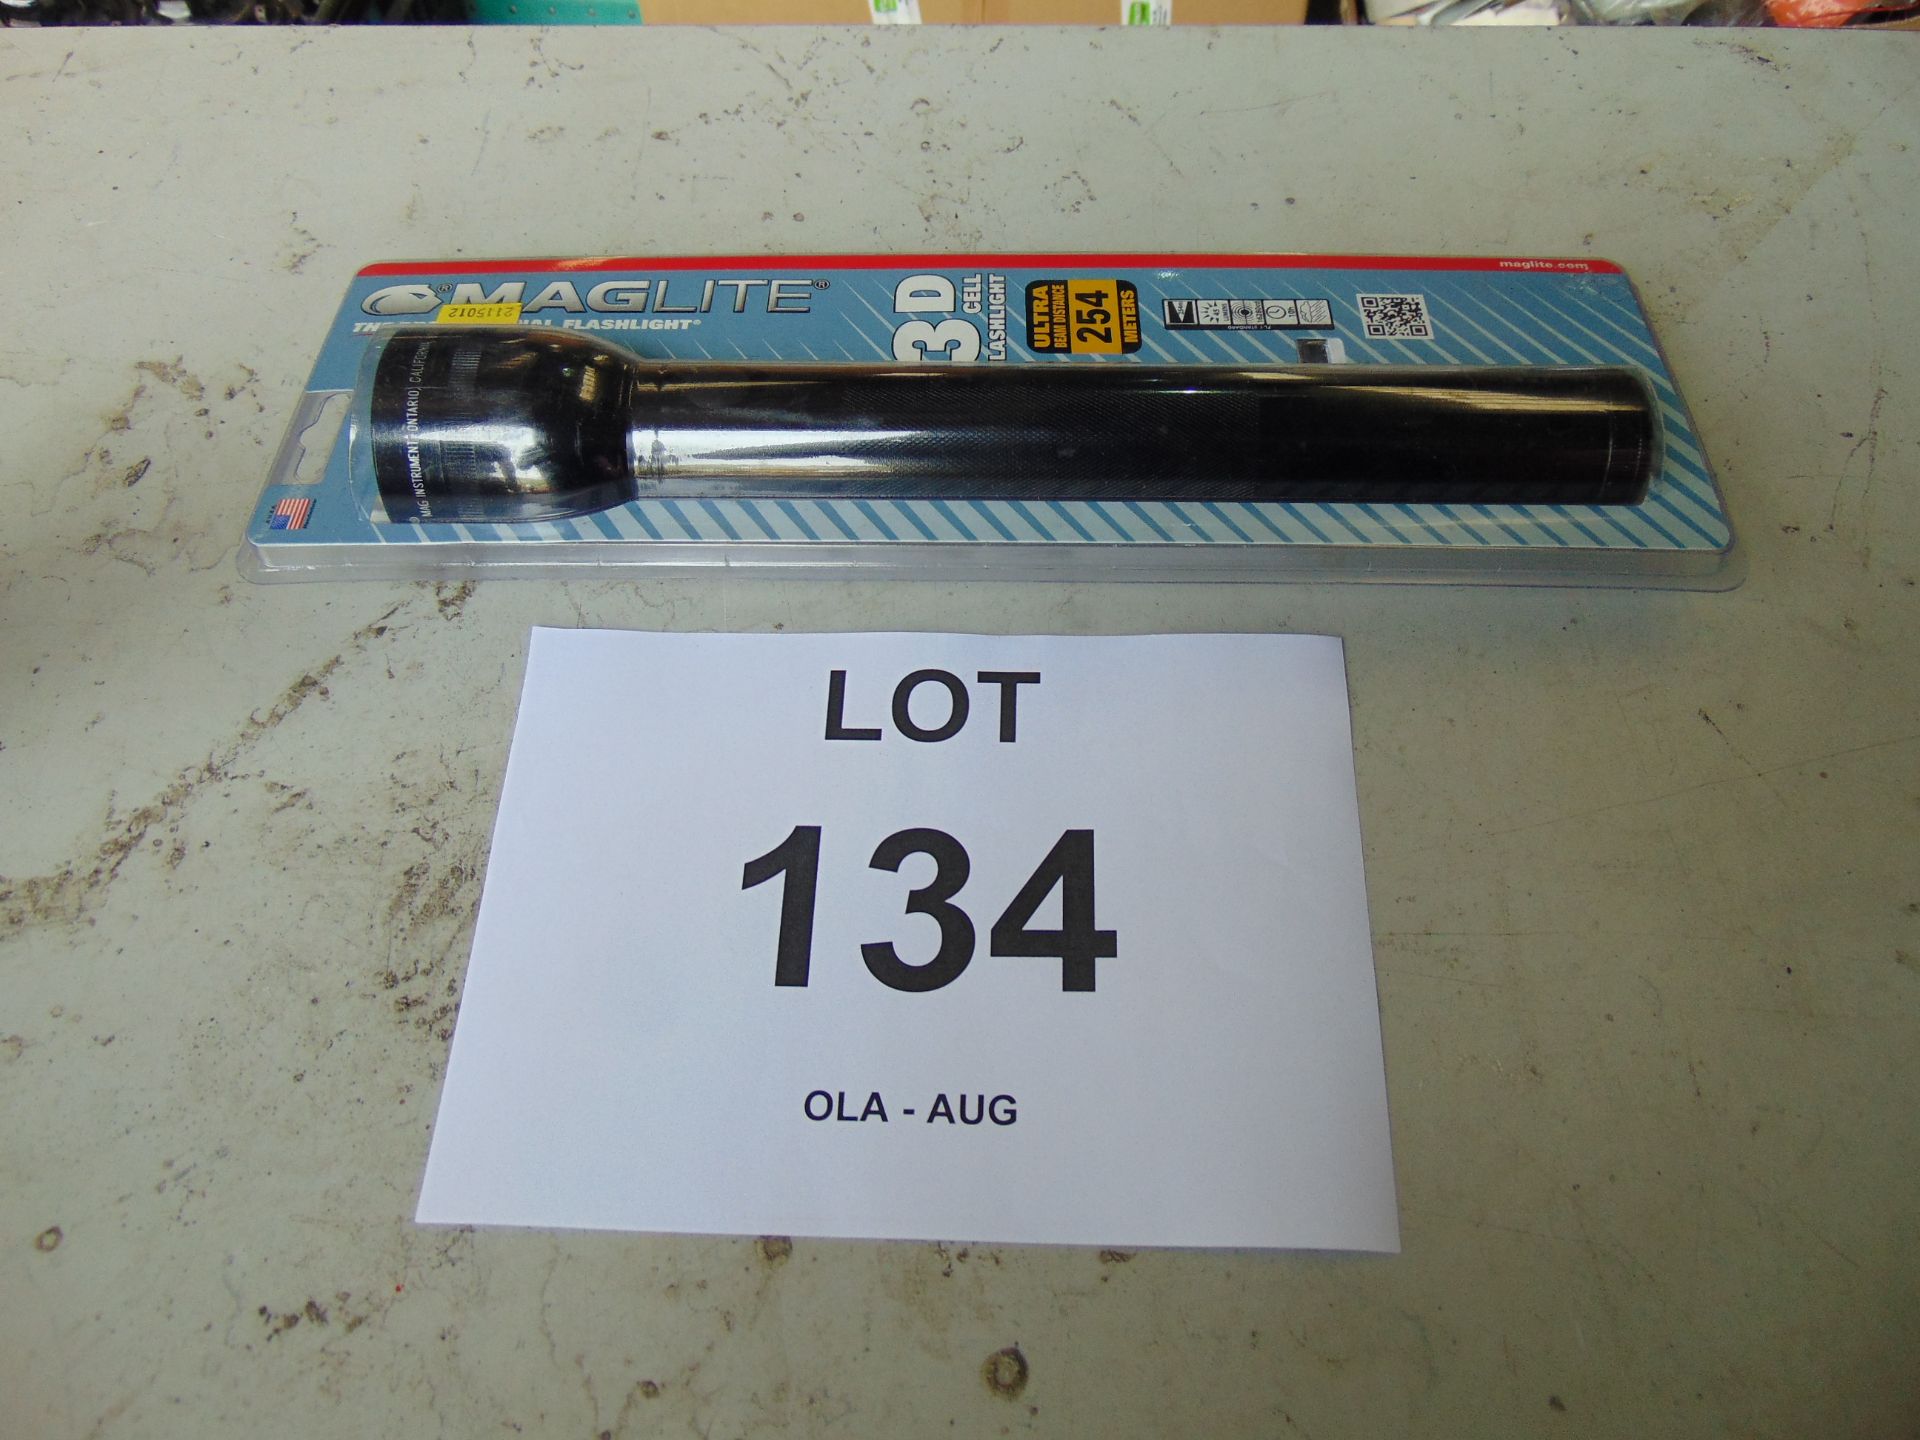 maglite.com
MAGLITE®
2115012
FLASHLIGHT®
3 D
CELL
FLASHLIGHT
ULTRA
BEAM DISTANCE
254
METERS
MAG INSTRUMENT ONTARIO, CALIFORNIA
LOT
134
OLA - AUG